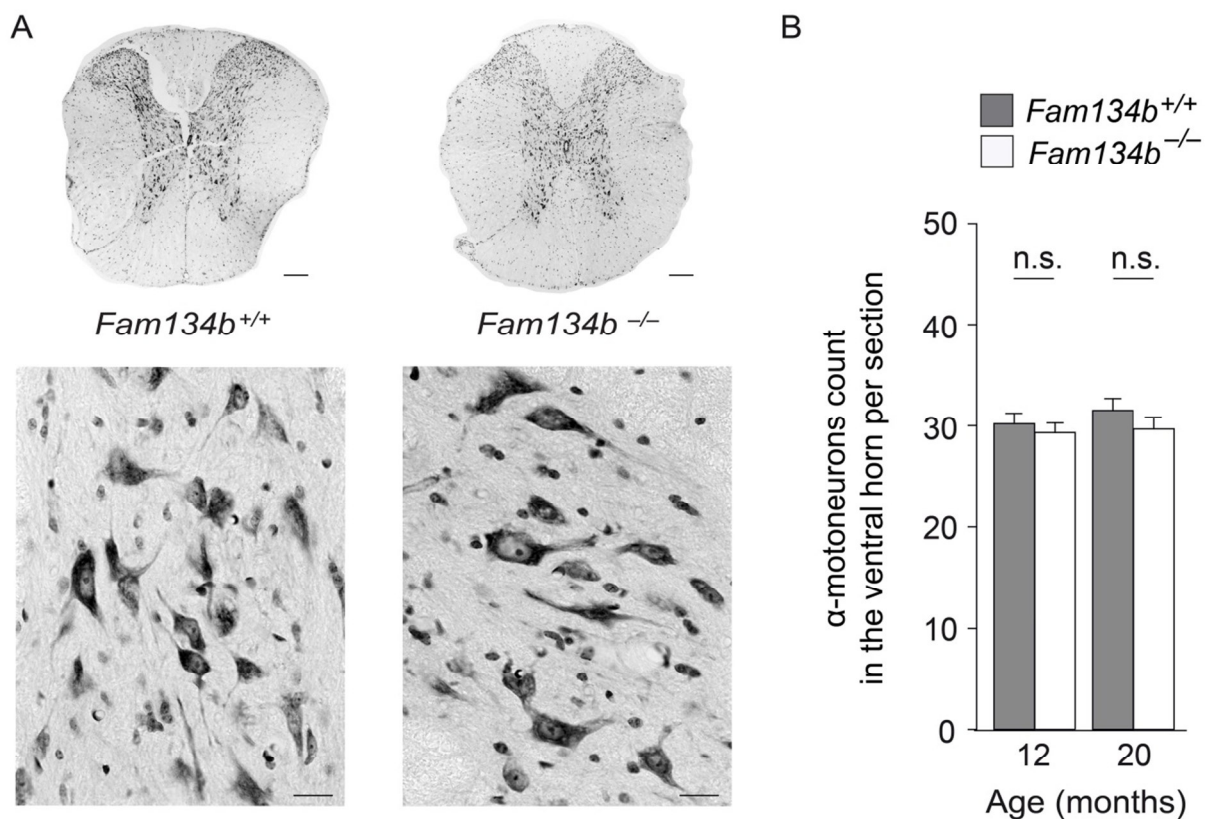 A
Fam134b+/+
Fam134b –/–
B
Fam134b+/+
Fam134b–/–
α-motoneurons count
in the ventral horn per section
50
40
30
20
10
0
n.s.
n.s.
12
20
Age (months)